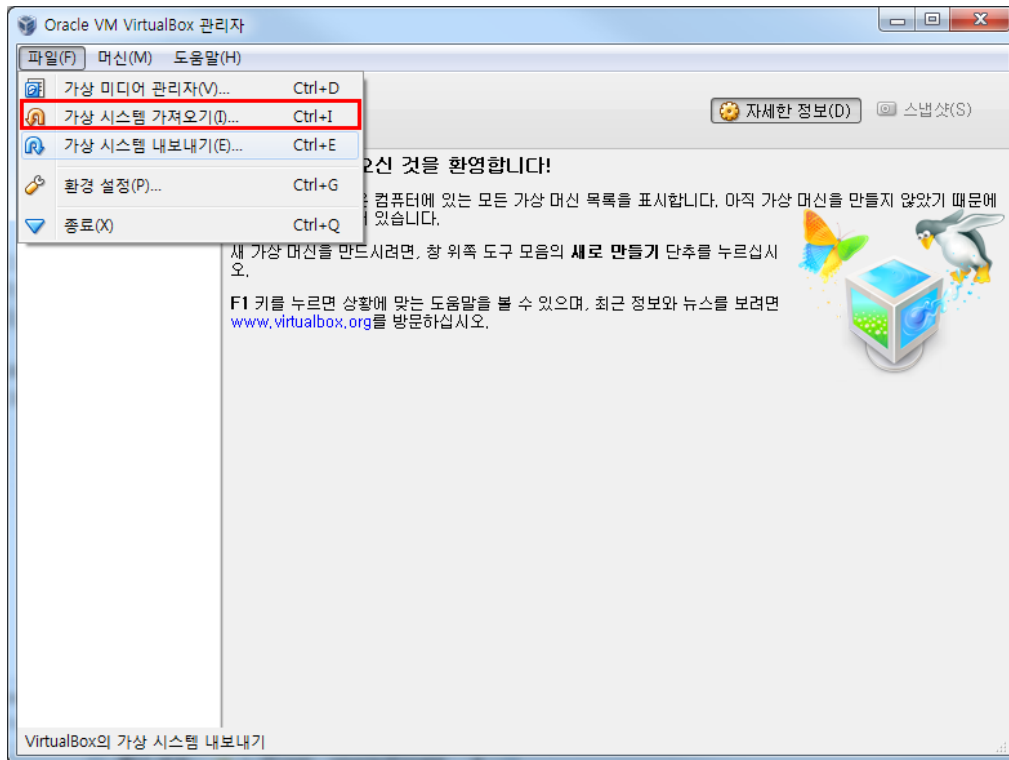 Oracle VM VirtualBox 관리자
파일(F) 머신(M) 도움말(H)
가상 미디어 관리자(V)... Ctrl+D
가상 시스템 가져오기(I)... Ctrl+I
가상 시스템 내보내기(E)... Ctrl+E
환경 설정(P)... Ctrl+G
종료(X) Ctrl+Q
자세한 정보(D) 스냅샷(S)
신 것을 환영합니다!
컴퓨터에 있는 모든 가상 머신 목록을 표시합니다. 아직 가상 머신을 만들지 않았기 때문에
있습니다.
새 가상 머신을 만드시려면, 창 위쪽 도구 모음의 새로 만들기 단추를 누르십시
오.
F1 키를 누르면 상황에 맞는 도움말을 볼 수 있으며, 최근 정보와 뉴스를 보려면
www.virtualbox.org를 방문하십시오.
VirtualBox의 가상 시스템 내보내기